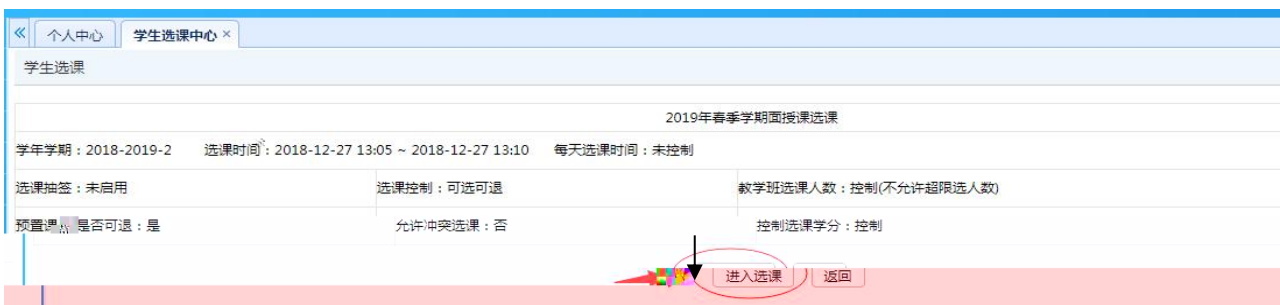 个人中心 学生选课中心 ×
学生选课
2019年春季学期面授课选课
学年学期：2018-2019-2 选课时间：2018-12-27 13:05 ~ 2018-12-27 13:10 每天选课时间：未控制
选课抽签：未启用 选课控制：可选可退 教学班选课人数：控制(不允许超限选人数)
预置课 是否可退：是 允许冲突选课：否 控制选课学分：控制
进入选课 返回